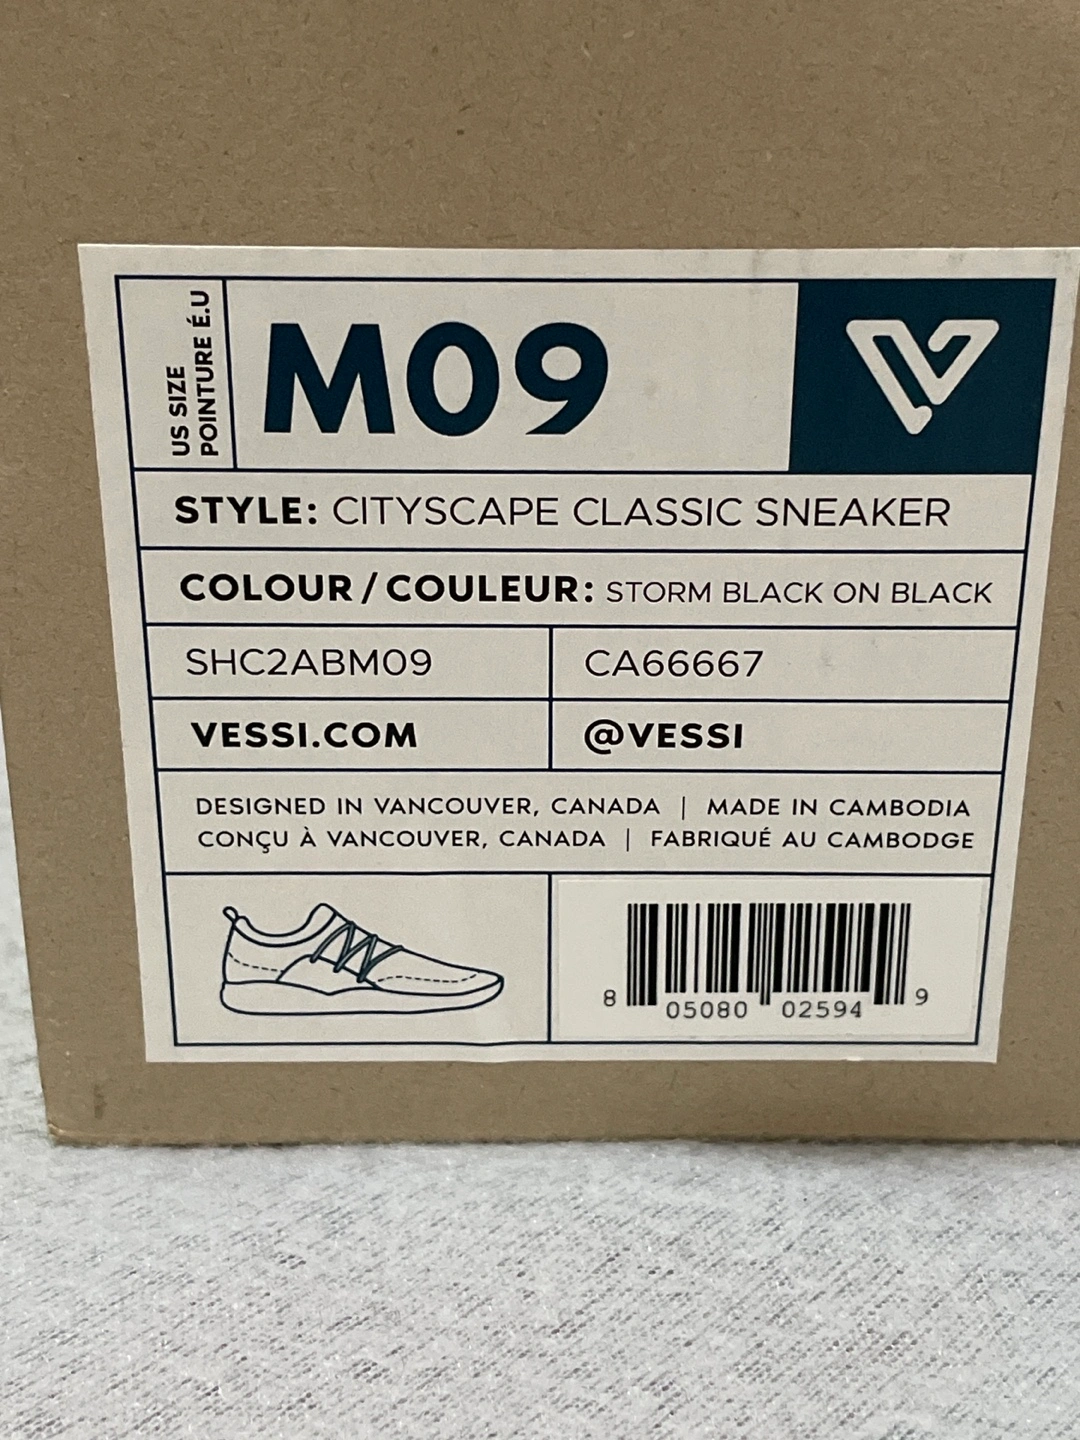 US SIZE
POINTURE É.U
M09
STYLE: CITYSCAPE CLASSIC SNEAKER
COLOUR / COULEUR: STORM BLACK ON BLACK
SHC2ABM09
CA66667
VESSI.COM
@VESSI
DESIGNED IN VANCOUVER, CANADA | MADE IN CAMBODIA
CONÇU À VANCOUVER, CANADA | FABRIQUÉ AU CAMBODGE
8 05080 02594 9